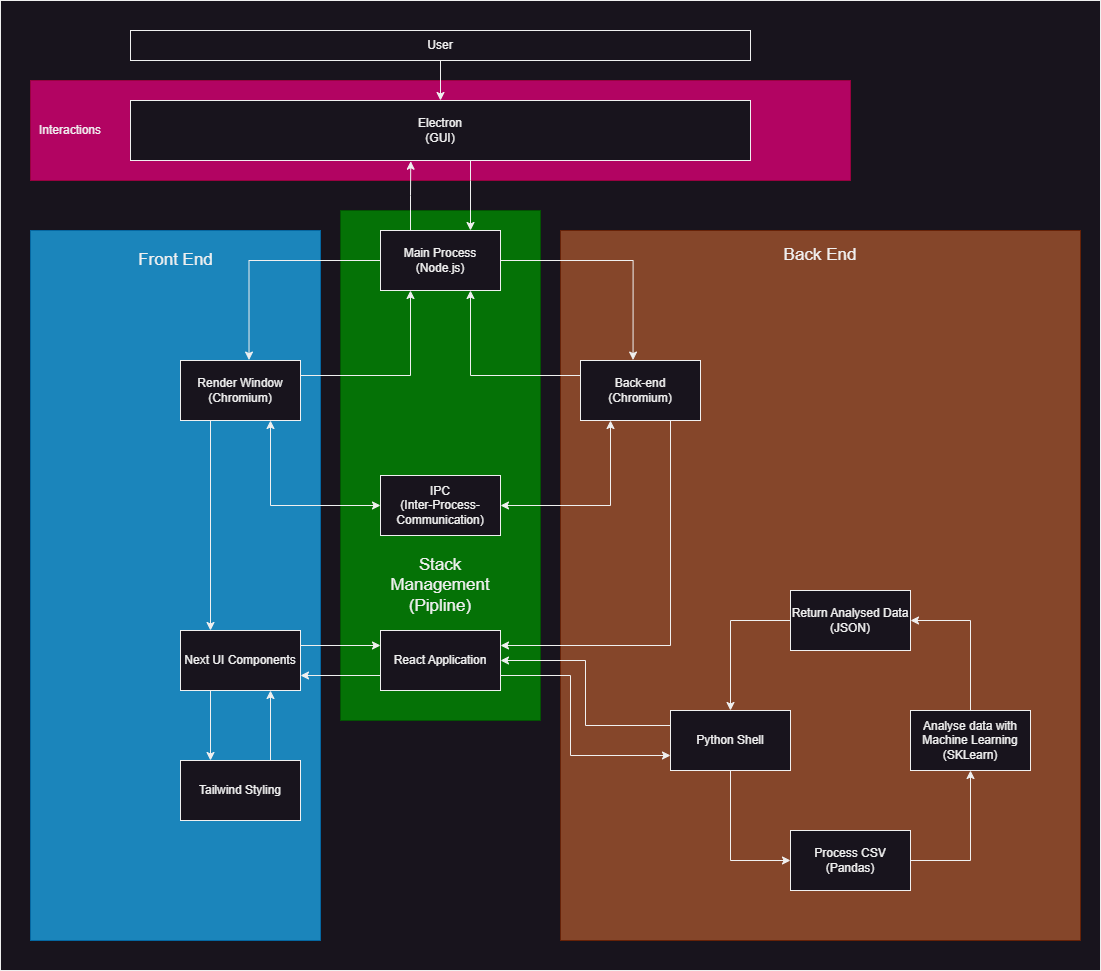 User
Interactions
Electron
(GUI)
Front End
Main Process
(Node.js)
Back End
Render Window
(Chromium)
Back-end
(Chromium)
IPC
(Inter-Process-
Communication)
Stack
Management
(Pipline)
Return Analysed Data
(JSON)
Next UI Components
React Application
Python Shell
Analyse data with
Machine Learning
(SKLearn)
Tailwind Styling
Process CSV
(Pandas)